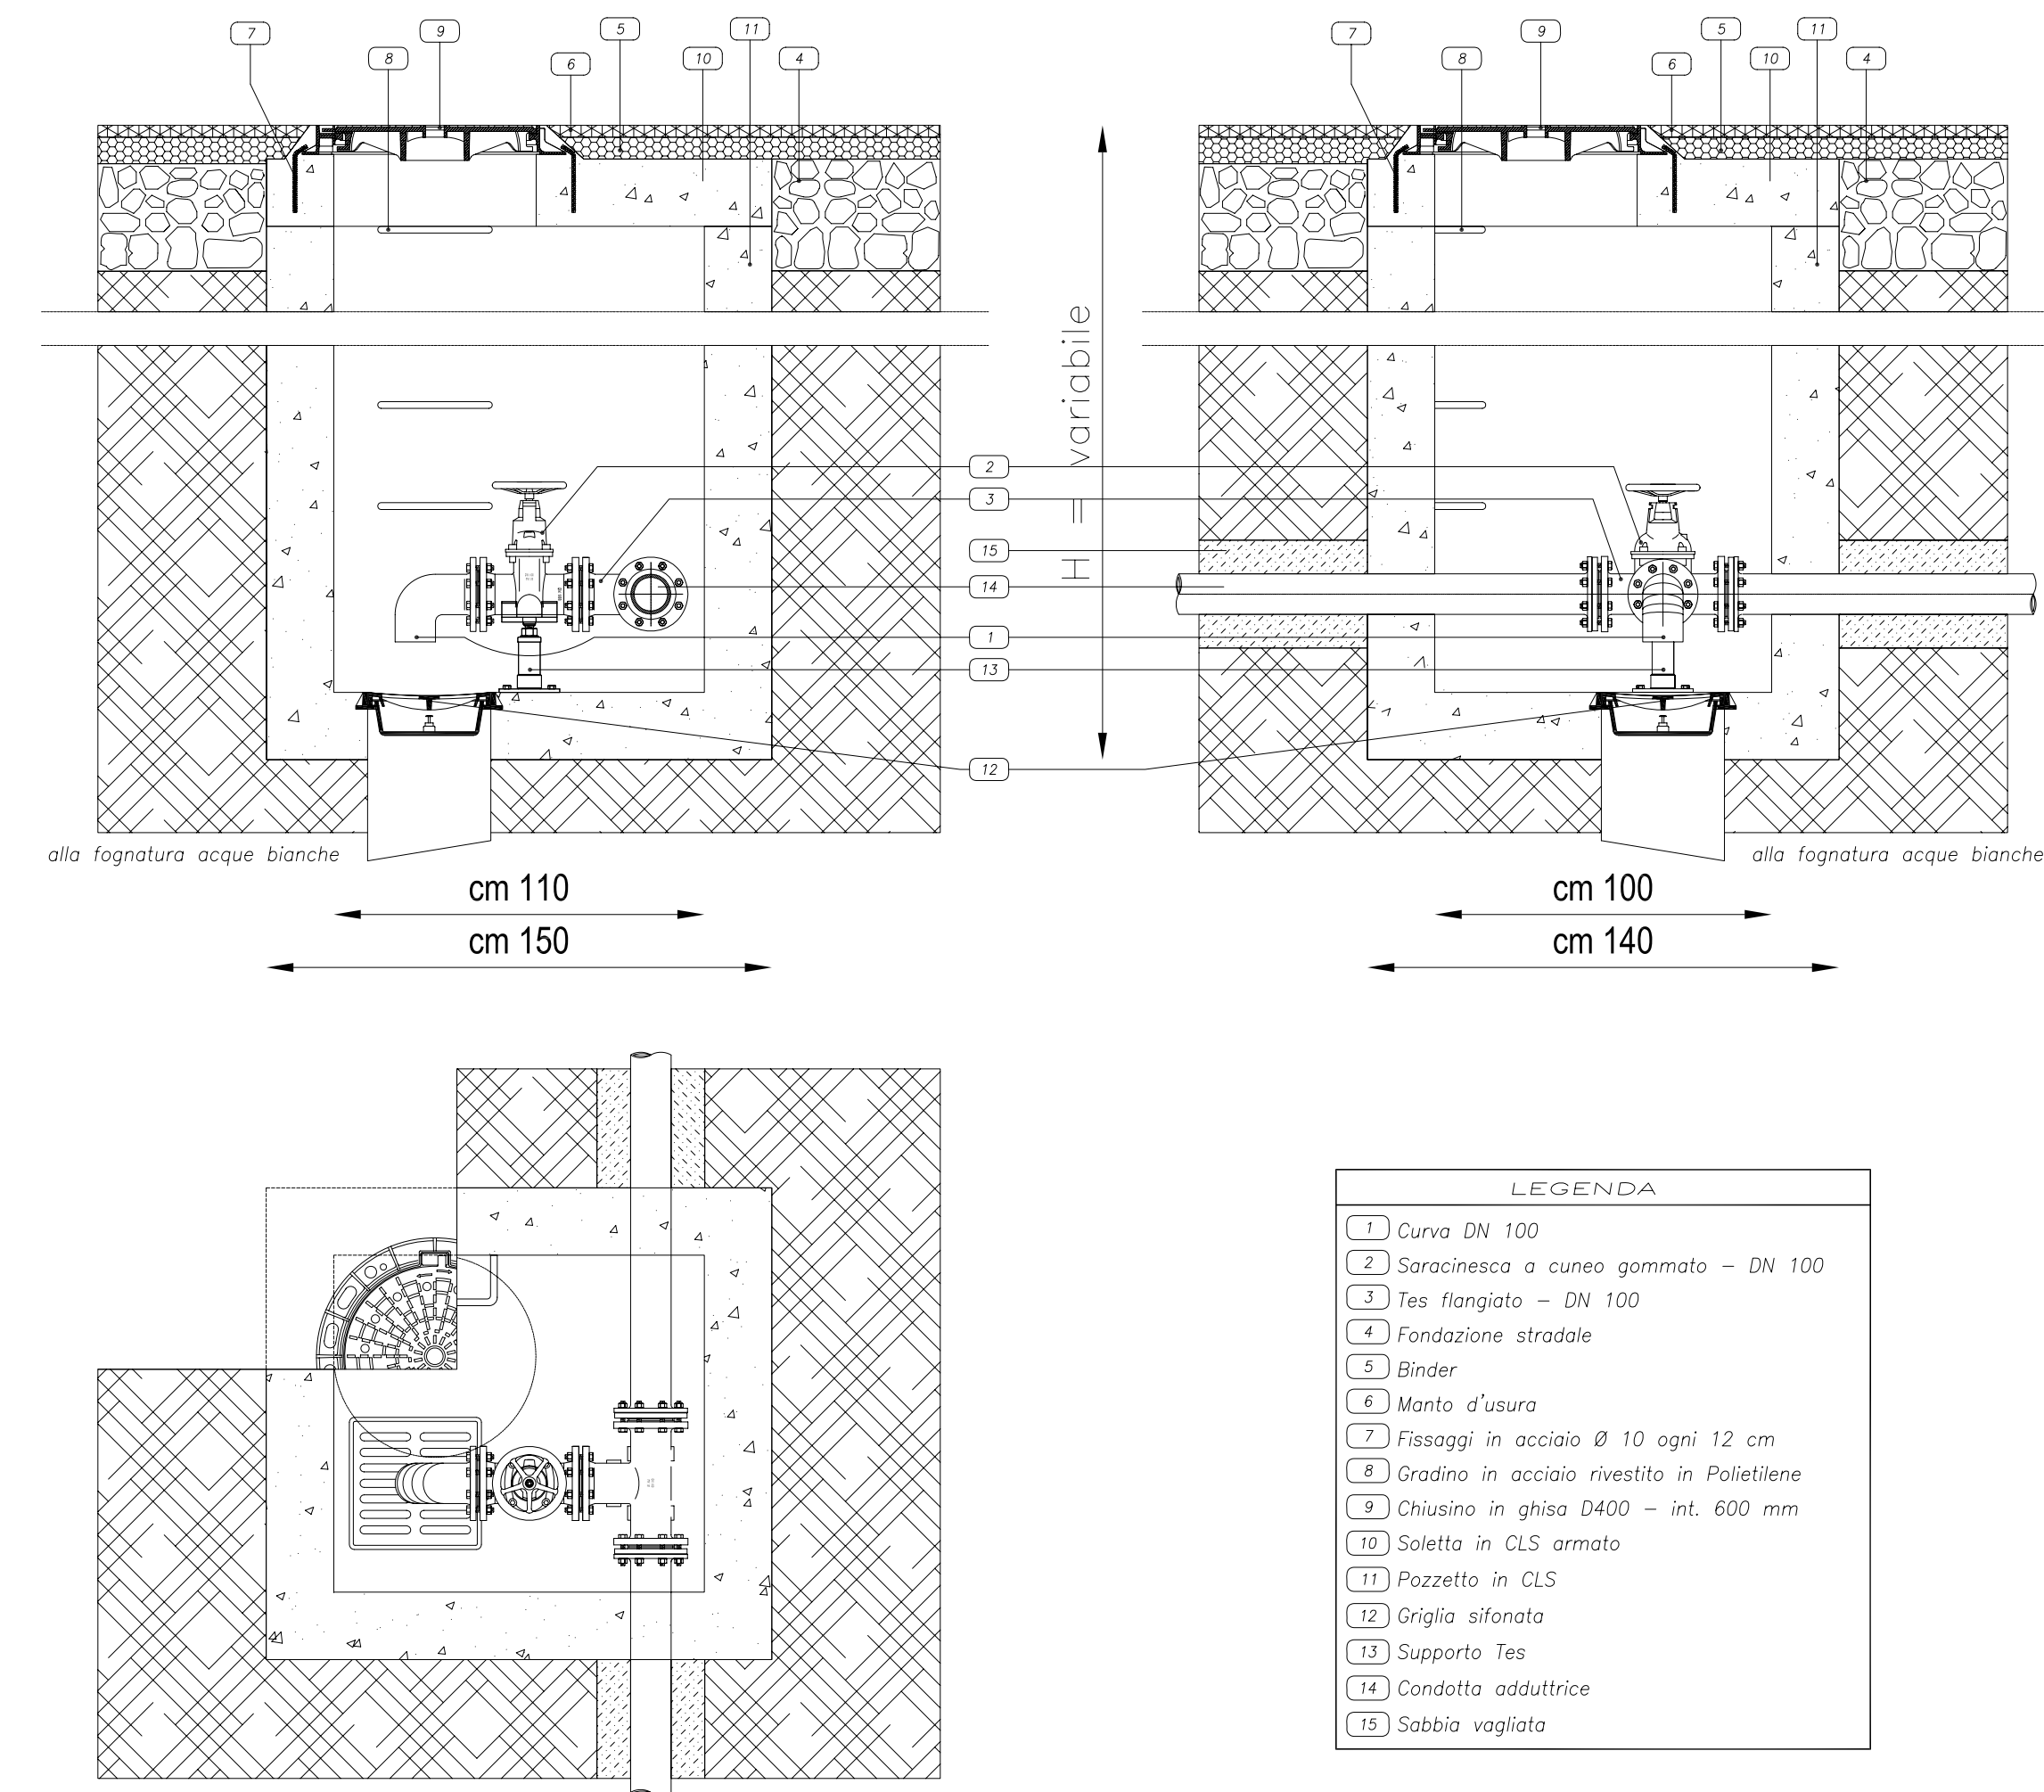 7
9
8
6
5
10
11
4
7
9
8
6
5
10
11
4
H = variabile
2
3
15
14
1
13
12
alla fognatura acque bianche
alla fognatura acque bianche
cm 110
cm 150
cm 100
cm 140
LEGENDA
1 Curva DN 100
2 Saracinesca a cuneo gommato – DN 100
3 Tes flangiato – DN 100
4 Fondazione stradale
5 Binder
6 Manto d'usura
7 Fissaggi in acciaio Ø 10 ogni 12 cm
8 Gradino in acciaio rivestito in Polietilene
9 Chiusino in ghisa D400 – int. 600 mm
10 Soletta in CLS armato
11 Pozzetto in CLS
12 Griglia sifonata
13 Supporto Tes
14 Condotta adduttrice
15 Sabbia vagliata